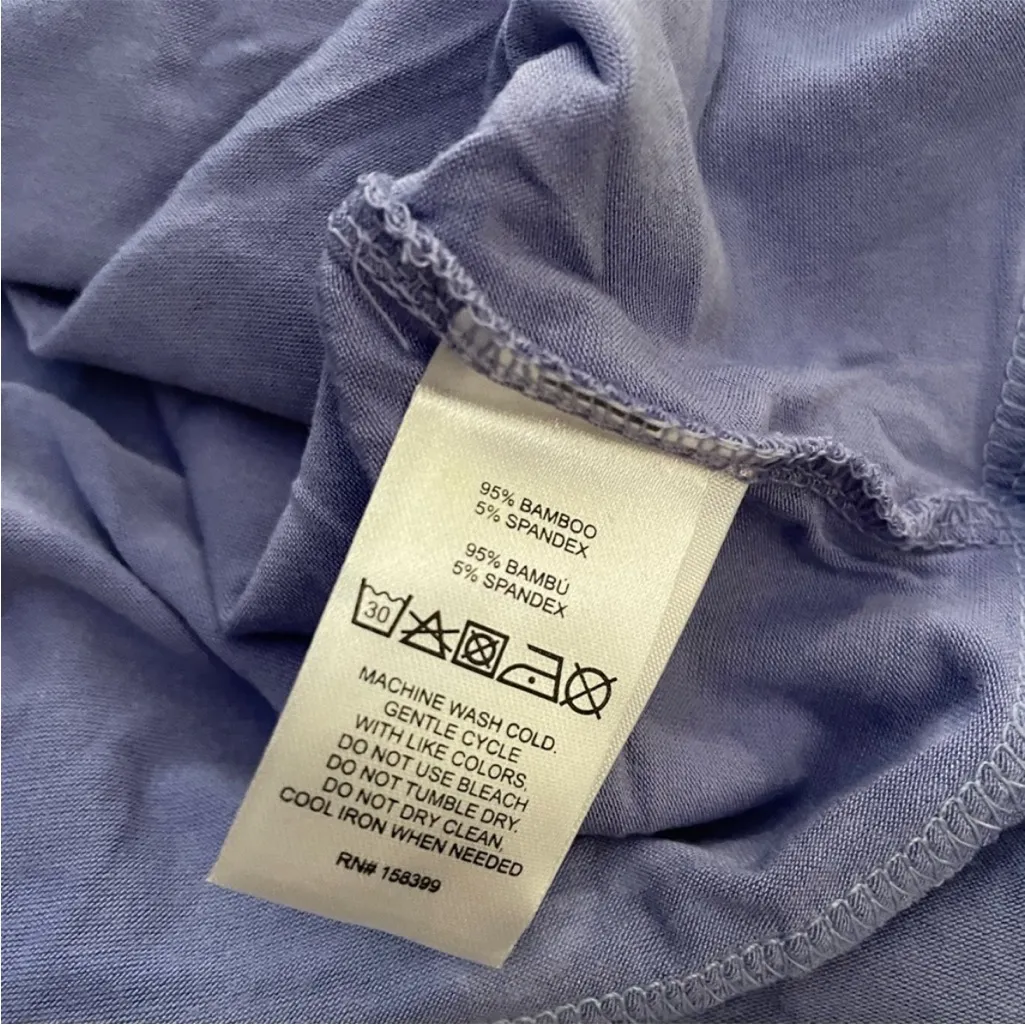 95% BAMBOO
5% SPANDEX
95% BAMBÚ
5% SPANDEX
30
MACHINE WASH COLD.
GENTLE CYCLE
WITH LIKE COLORS,
DO NOT USE BLEACH
DO NOT TUMBLE DRY.
DO NOT DRY CLEAN,
COOL IRON WHEN NEEDED
RN# 158399